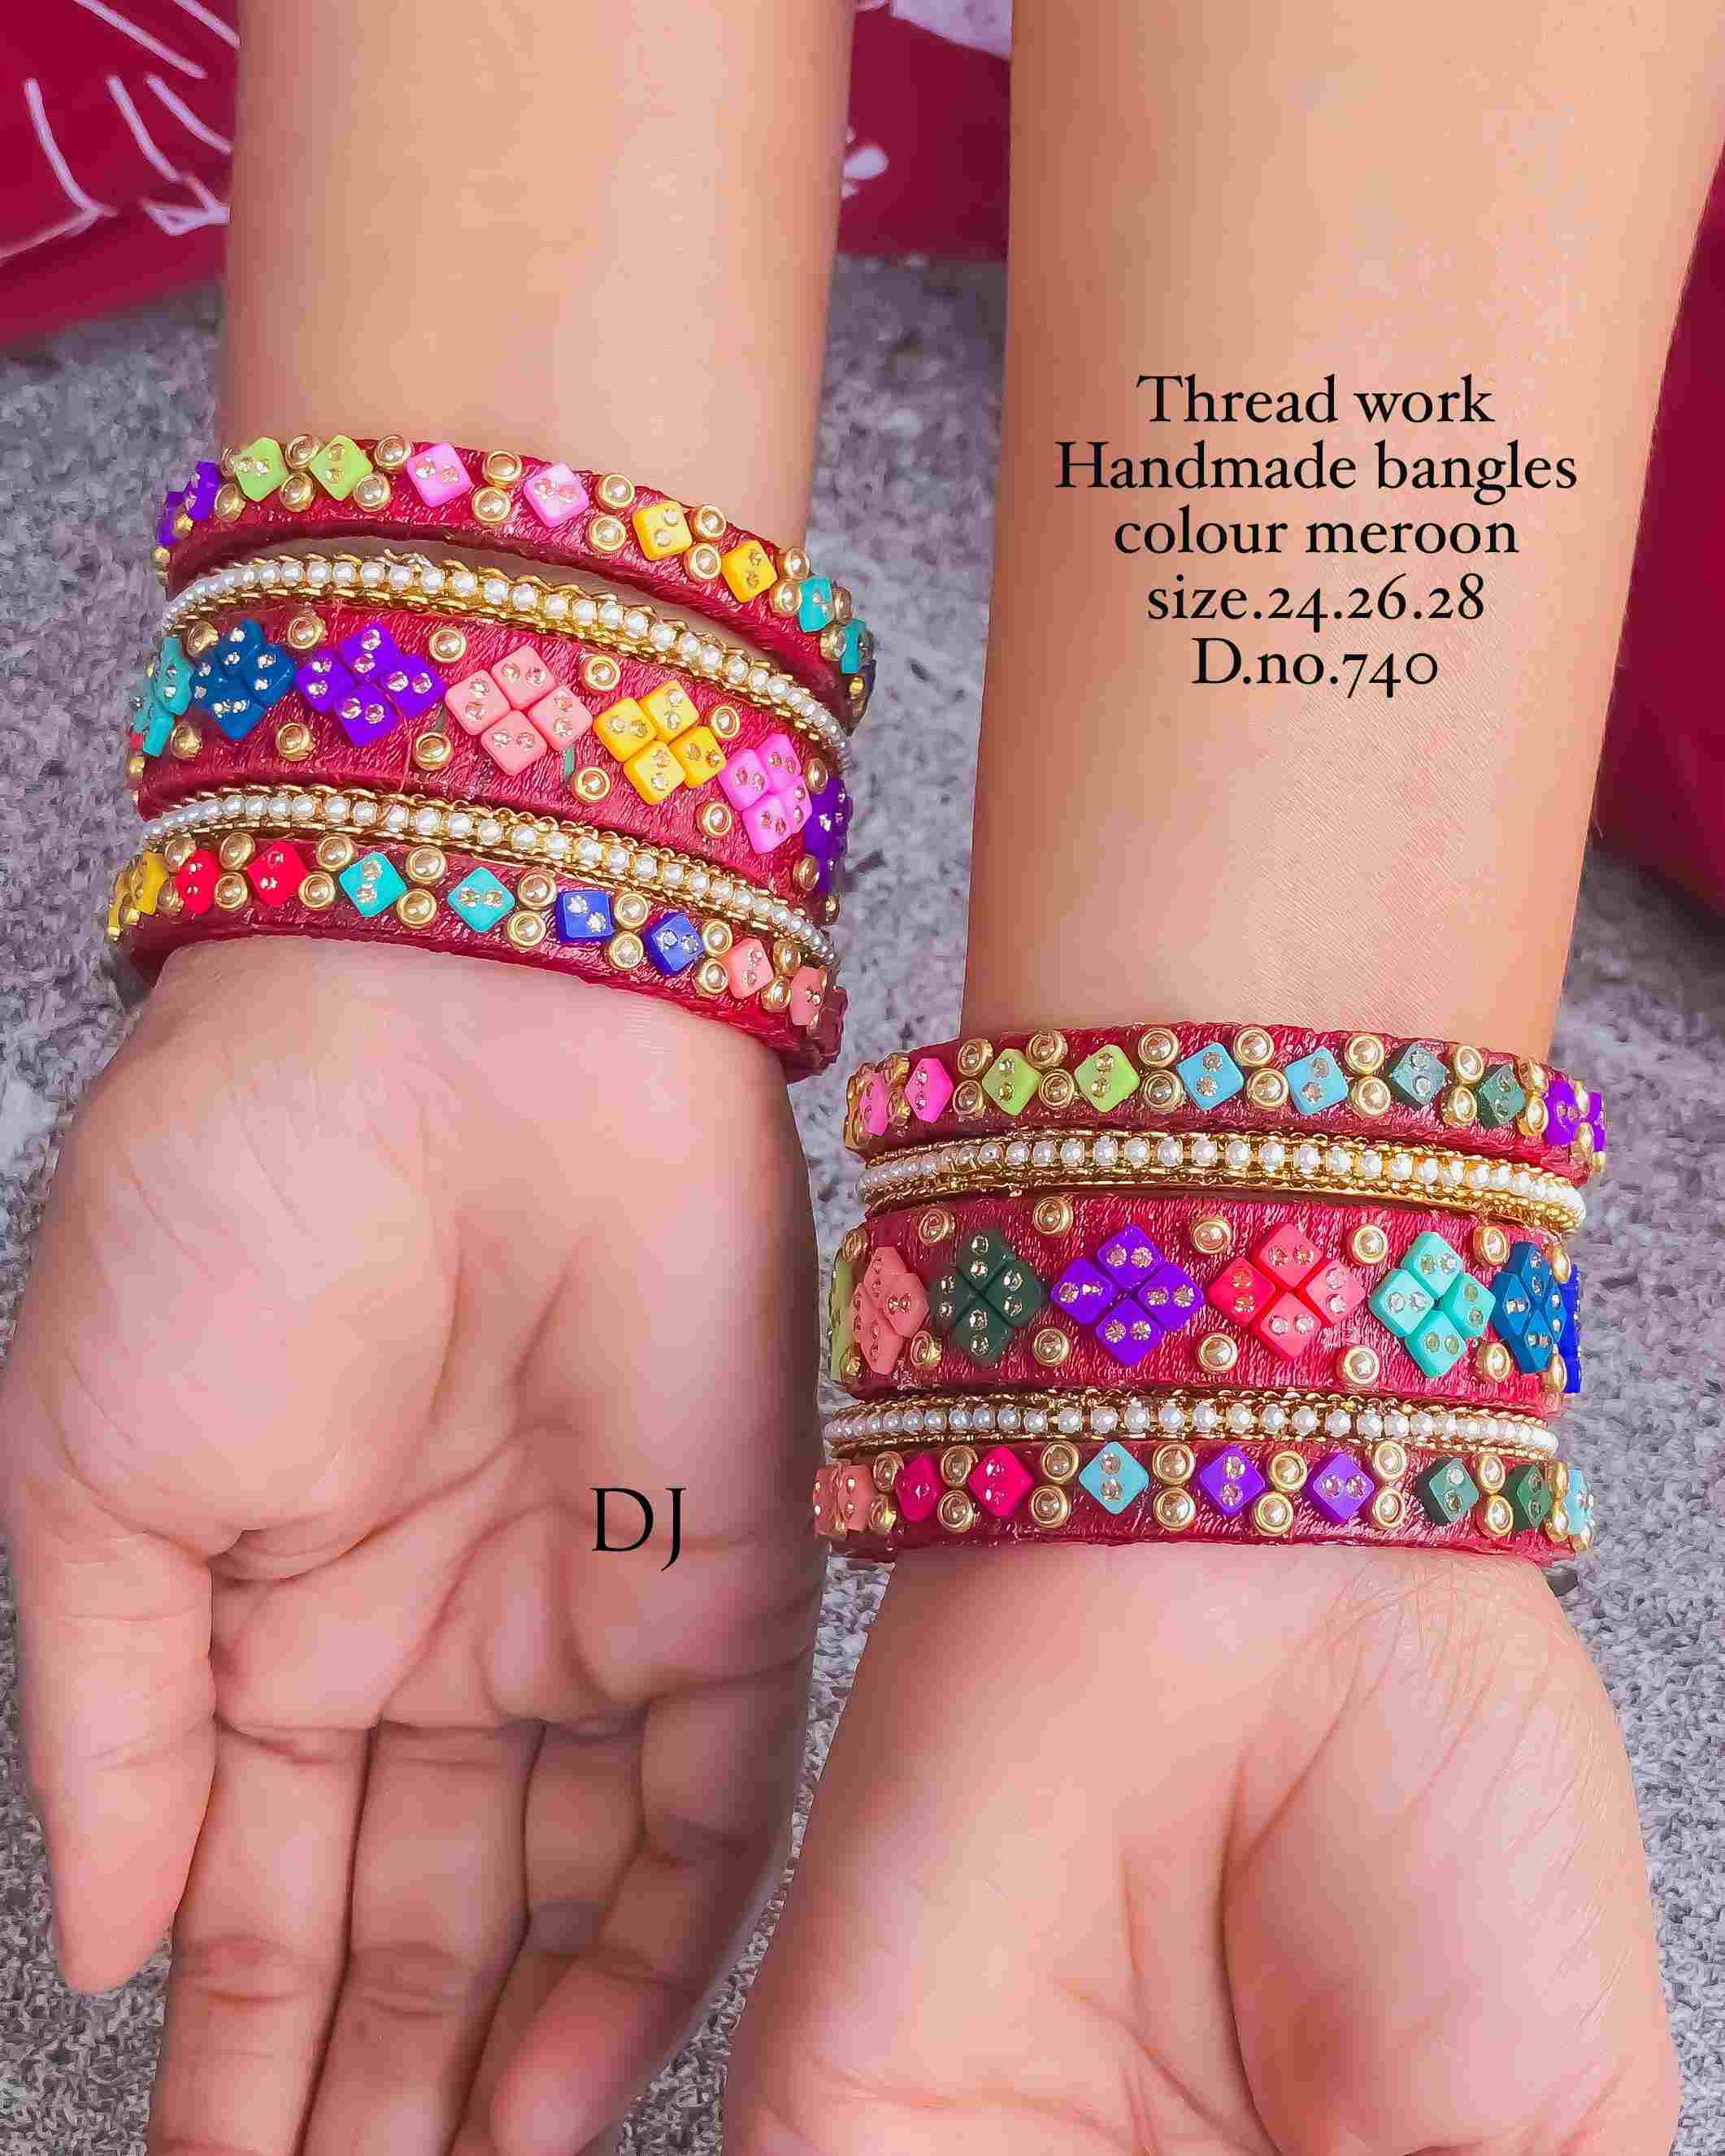 Thread work
Handmade bangles
colour meroon
size.24.26.28
D.no.740
DJ